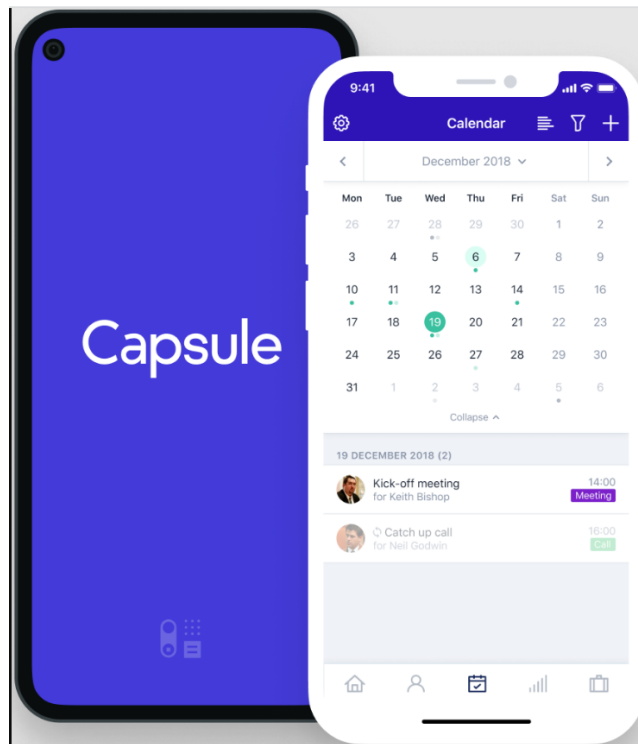 Capsule
9:41
Calendar
December 2018
Mon Tue Wed Thu Fri Sat Sun
26 27 28 29 30 1 2
3 4 5 6 7 8 9
10 11 12 13 14 15 16
17 18 19 20 21 22 23
24 25 26 27 28 29 30
31 1 2 3 4 5 6
Collapse
19 DECEMBER 2018 (2)
Kick-off meeting 14:00
for Keith Bishop Meeting
Catch up call 16:00
for Neil Godwin Call